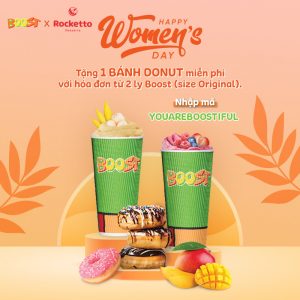 BOOST x Rocketto
HAPPY
Women's
DAY
Tặng 1 BÁNH DONUT miễn phí
với hóa đơn từ 2 ly Boost (size Original).
Nhập mã
YOUAREBOOSTIFUL
BOOST
BOOST